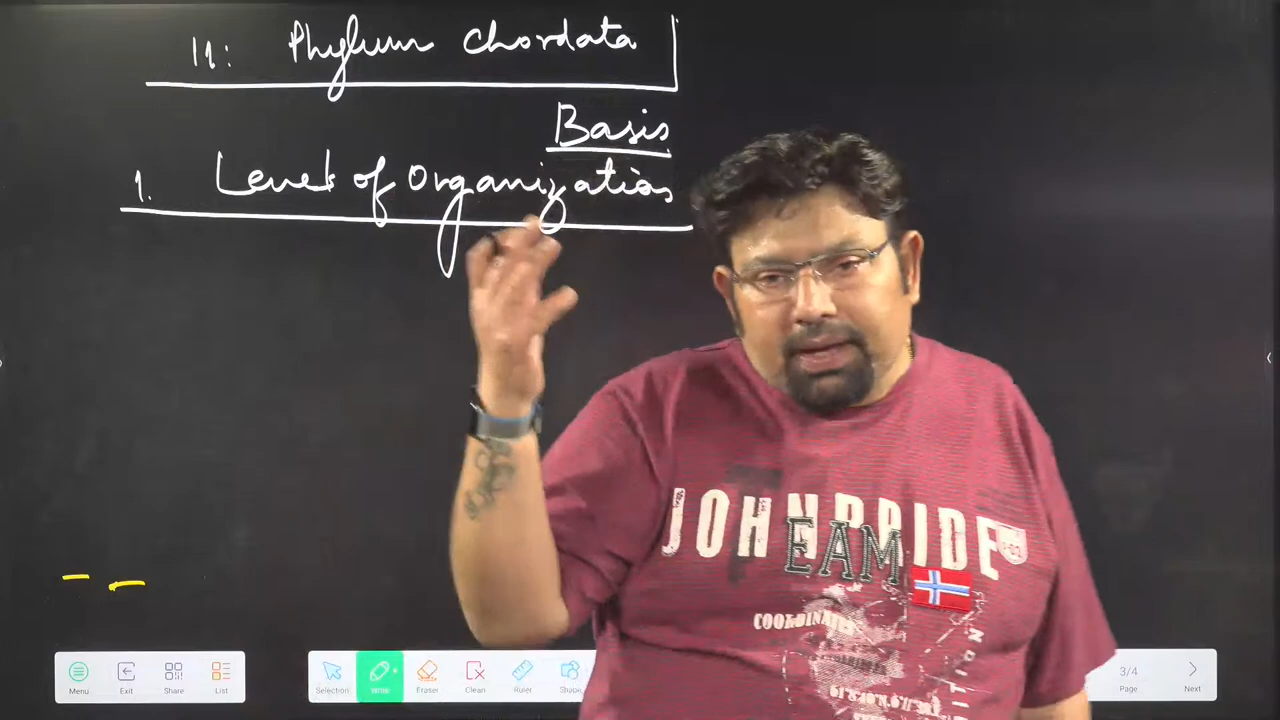 11: Phylum Chordata
Basis
1. Level of Organization
JOHN PRIDE
EAM
COORDINATES
Menu
Exit
Share
List
Selection
Write
Eraser
Clean
Ruler
Shape
3/4
Page
Next